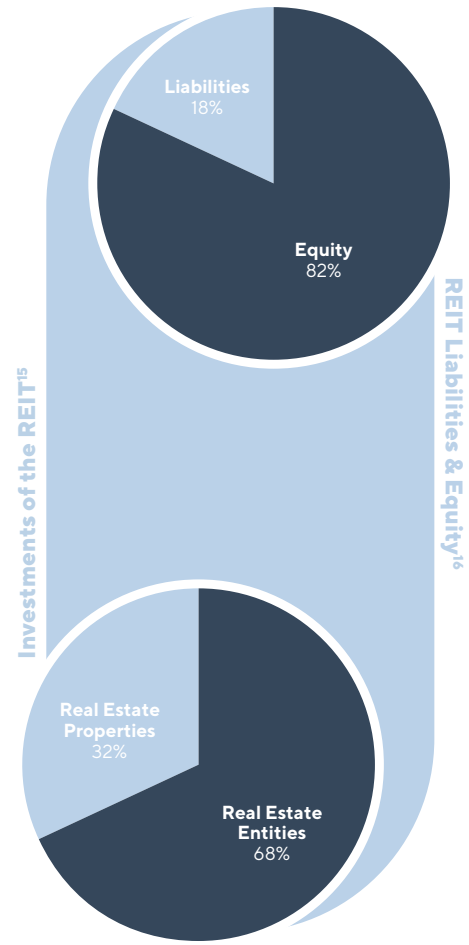 Liabilities
18%
Equity
82%
REIT Liabilities & Equity¹⁶
Investments of the REIT¹⁵
Real Estate
Properties
32%
Real Estate
Entities
68%